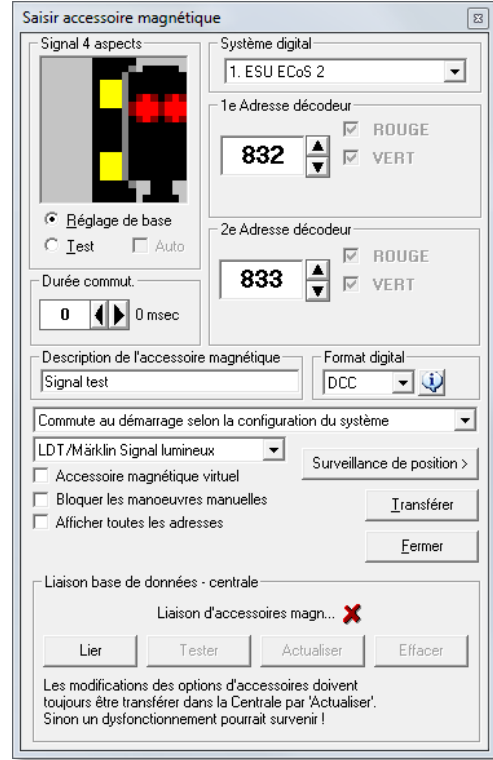 Saisir accessoire magnétique
Signal 4 aspects
Système digital
1. ESU ECoS 2
1e Adresse décodeur
832
ROUGE
VERT
Réglage de base
Test
Auto
2e Adresse décodeur
833
ROUGE
VERT
Durée commut.
0
0 msec
Description de l'accessoire magnétique
Signal test
Format digital
DCC
Commute au démarrage selon la configuration du système
LDT/Märklin Signal lumineux
Surveillance de position >
Accessoire magnétique virtuel
Bloquer les manoeuvres manuelles
Afficher toutes les adresses
Transférer
Fermer
Liaison base de données - centrale
Liaison d'accessoires magn...
Lier
Tester
Actualiser
Effacer
Les modifications des options d'accessoires doivent
toujours être transférer dans la Centrale par 'Actualiser'.
Sinon un dysfonctionnement pourrait survenir !